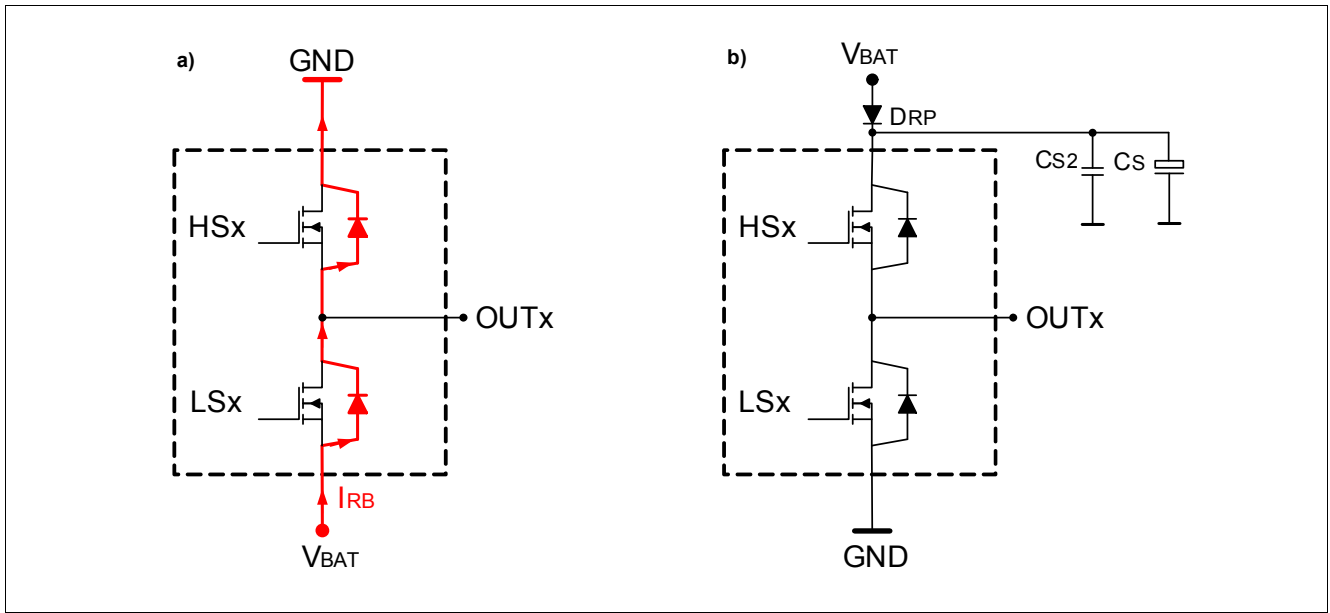 a)
GND
HSx
OUTx
LSx
IRB
VBAT
b)
VBAT
DRP
CS2
CS
HSx
OUTx
LSx
GND